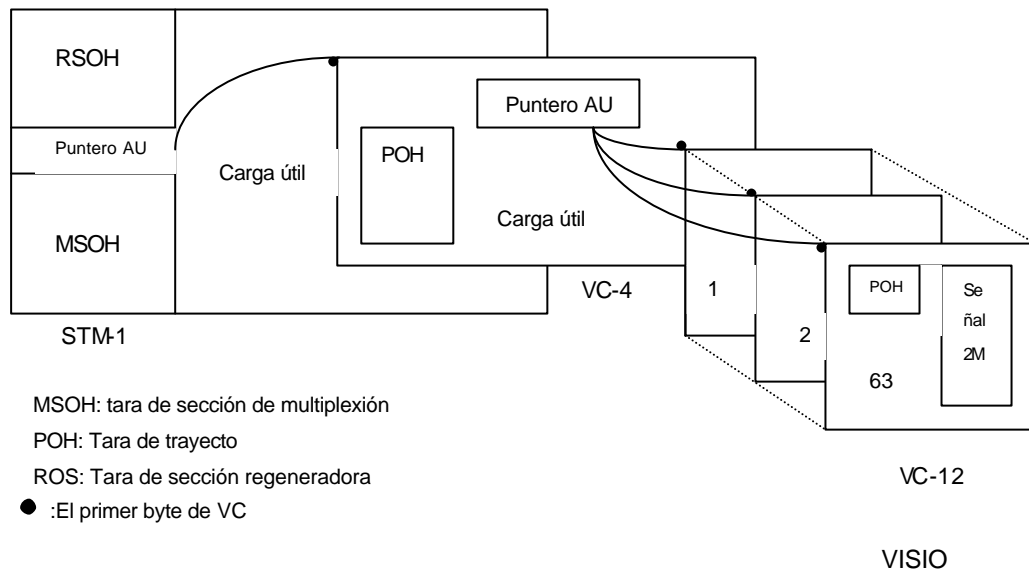 RSOH
Puntero AU
MSOH
STM-1
Carga útil
Puntero AU
POH
Carga útil
VC-4
1
2
63
POH
Se
ñal
2M
VC-12
MSOH: tara de sección de multiplexión
POH: Tara de trayecto
ROS: Tara de sección regeneradora
:El primer byte de VC
VISIO